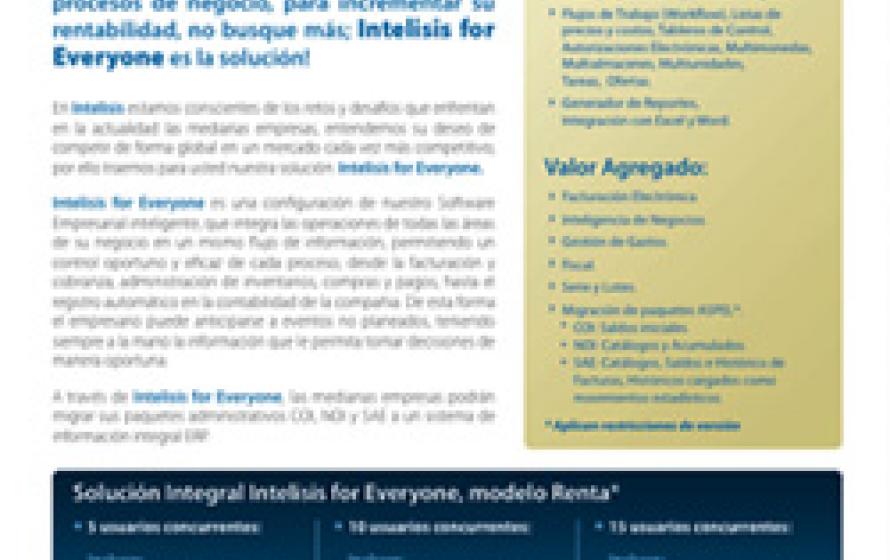 procesos de negocio, para incrementar su
rentabilidad, no busque más; Intelisis for
Everyone es la solución!
En Intelisis estamos conscientes de los retos y desafíos que enfrentan
en la actualidad las medianas empresas, entendemos su deseo de
competir de forma global en un mercado cada vez más competitivo,
por ello traemos para usted nuestra solución Intelisis for Everyone.
Intelisis for Everyone es una configuración de nuestro Software
Empresarial inteligente, que integra las operaciones de todas las áreas
de su negocio en un mismo flujo de información, permitiendo un
control oportuno y eficaz de cada proceso, desde la facturación y
cobranza, administración de inventarios, compras y pagos, hasta el
registro automático en la contabilidad de la compañía. De esta forma
el empresario puede anticiparse a eventos no planeados, teniendo
siempre a la mano la información que le permita tomar decisiones de
manera oportuna.
A través de Intelisis for Everyone, las medianas empresas podrán
migrar sus paquetes administrativos COI, NOI y SAE a un sistema de
información integral ERP
• Flujos de Trabajo (Workflow), Listas de
precios y costos, Tableros de Control,
Autorizaciones Electrónicas, Multimonedas,
Multialmacenes, Multiunidades,
Tareas, Ofertas
• Generador de Reportes,
Integración con Excel y Word
Valor Agregado:
• Facturación Electrónica
• Inteligencia de Negocios
• Gestión de Gastos
• Fiscal
• Serie y Lotes
• Migración de paquetes ASPEL*
• COI: Saldos iniciales
• NOI: Catálogos y Acumulados
• SAE: Catálogos, Saldos e Histórico de
Facturas, Históricos cargados como
movimientos estadísticos
* Aplican restricciones de versión
Solución Integral Intelisis for Everyone, modelo Renta*
• 5 usuarios concurrentes:
• 10 usuarios concurrentes:
• 15 usuarios concurrentes: